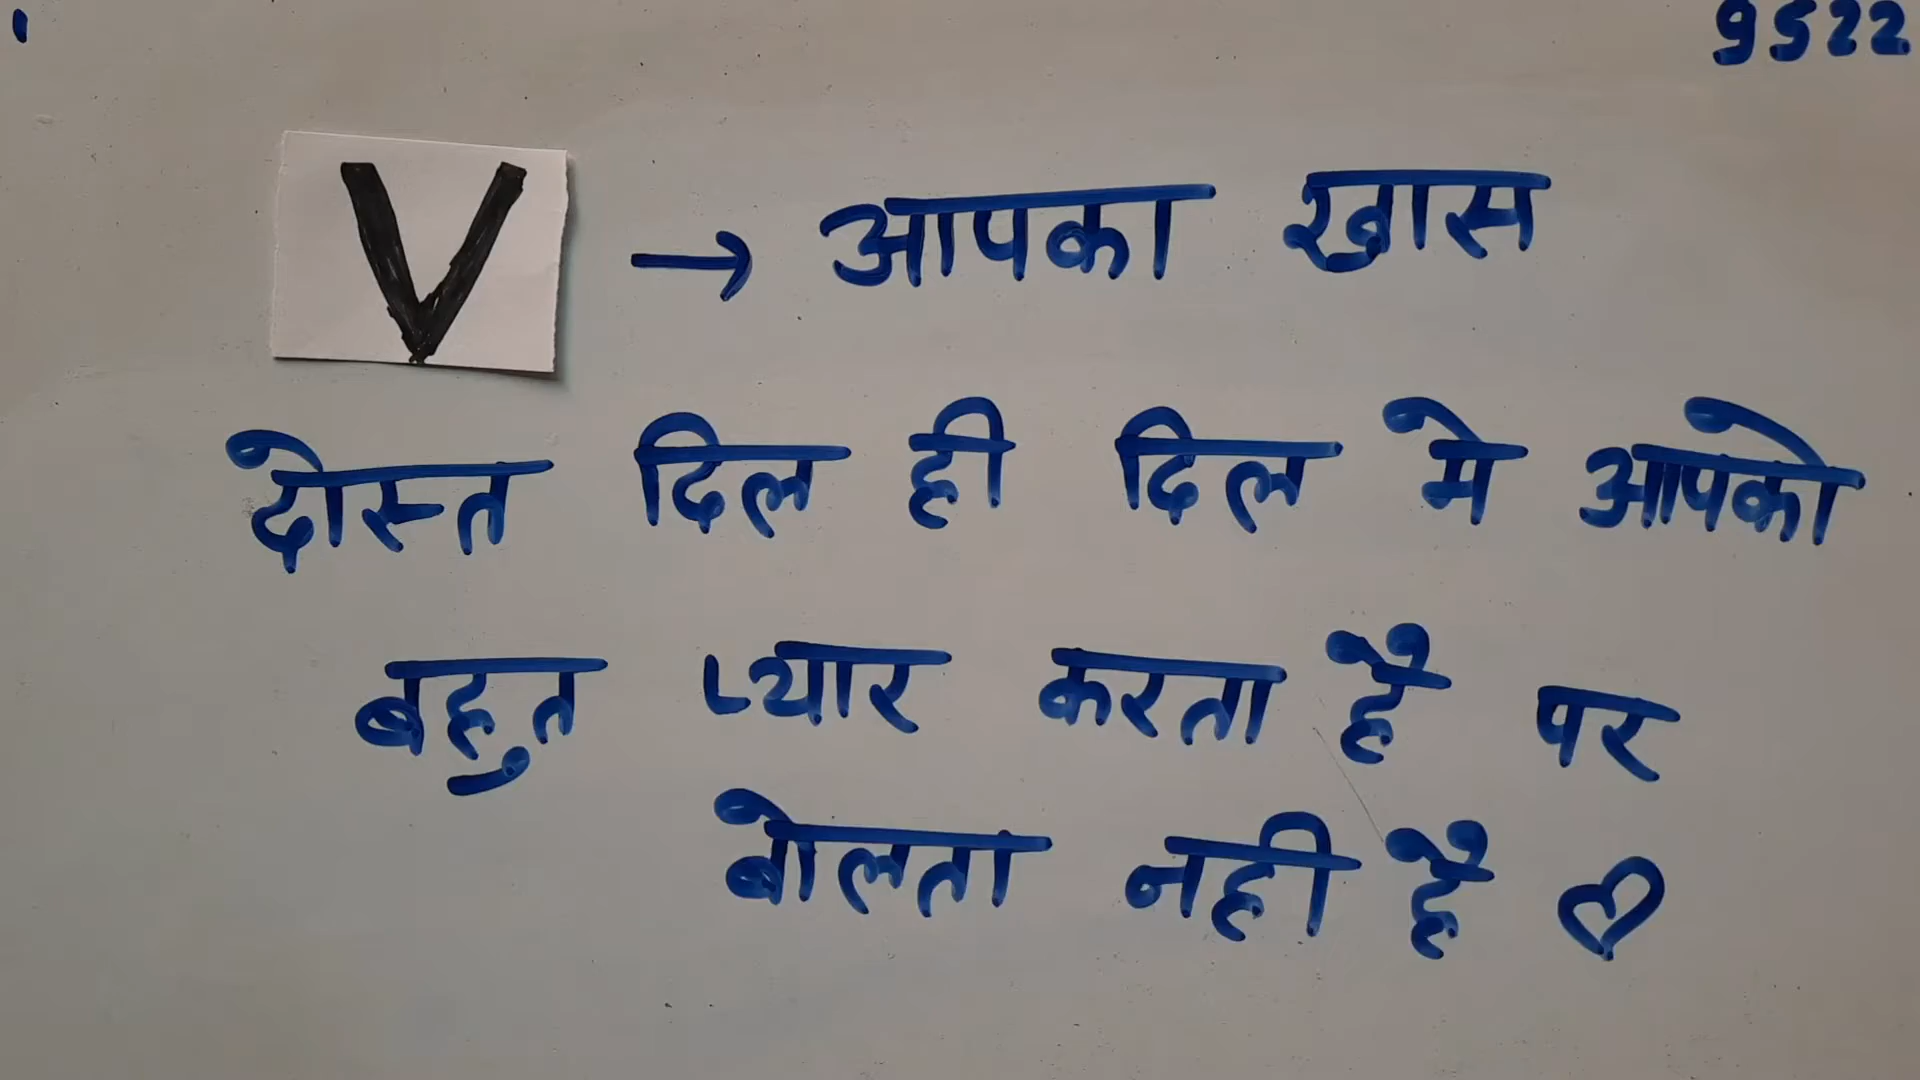 9522
V → आपका खास
दोस्त दिल ही दिल मे आपको
बहुत प्यार करता है पर
बोलता नही है ♡